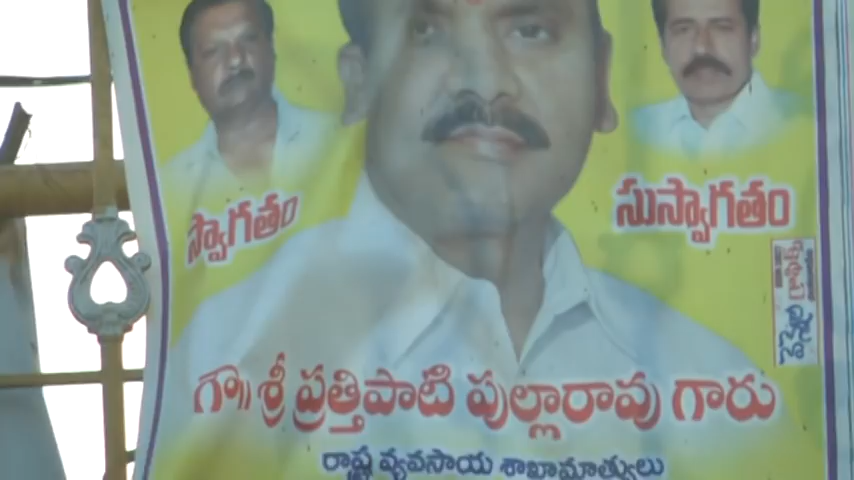 స్వాగతం
సుస్వాగతం
గౌ॥ శ్రీ ప్రత్తిపాటి పుల్లారావు గారు
రాష్ట్ర వ్యవసాయ శాఖామాత్యులు